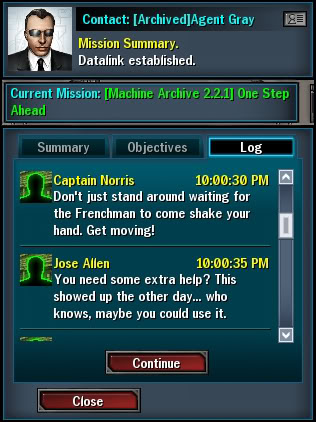 Contact: [Archived]Agent Gray
Mission Summary.
Datalink established.
Current Mission: [Machine Archive 2.2.1] One Step
Ahead
Summary
Objectives
Log
Captain Norris 10:00:30 PM
Don't just stand around waiting for
the Frenchman to come shake your
hand. Get moving!
Jose Allen 10:00:35 PM
You need some extra help? This
showed up the other day... who
knows, maybe you could use it.
Continue
Close